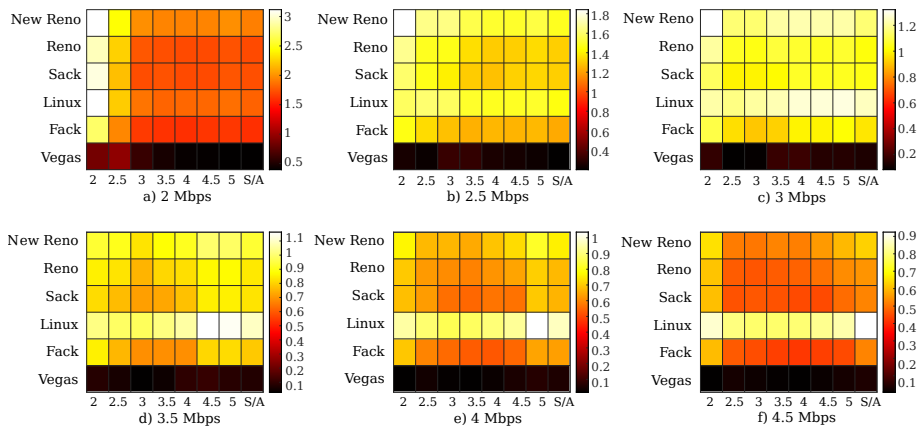 New Reno
Reno
Sack
Linux
Fack
Vegas
2 2.5 3 3.5 4 4.5 5 S/A
a) 2 Mbps
3
2.5
2
1.5
1
0.5
2 2.5 3 3.5 4 4.5 5 S/A
b) 2.5 Mbps
New Reno
Reno
Sack
Linux
Fack
Vegas
1.8
1.6
1.4
1.2
1
0.8
0.6
0.4
New Reno
Reno
Sack
Linux
Fack
Vegas
2 2.5 3 3.5 4 4.5 5 S/A
c) 3 Mbps
1.2
1
0.8
0.6
0.4
0.2
New Reno
Reno
Sack
Linux
Fack
Vegas
2 2.5 3 3.5 4 4.5 5 S/A
d) 3.5 Mbps
1.1
1
0.9
0.8
0.7
0.6
0.5
0.4
0.3
0.2
0.1
New Reno
Reno
Sack
Linux
Fack
Vegas
2 2.5 3 3.5 4 4.5 5 S/A
e) 4 Mbps
1
0.9
0.8
0.7
0.6
0.5
0.4
0.3
0.2
0.1
New Reno
Reno
Sack
Linux
Fack
Vegas
2 2.5 3 3.5 4 4.5 5 S/A
f) 4.5 Mbps
0.9
0.8
0.7
0.6
0.5
0.4
0.3
0.2
0.1